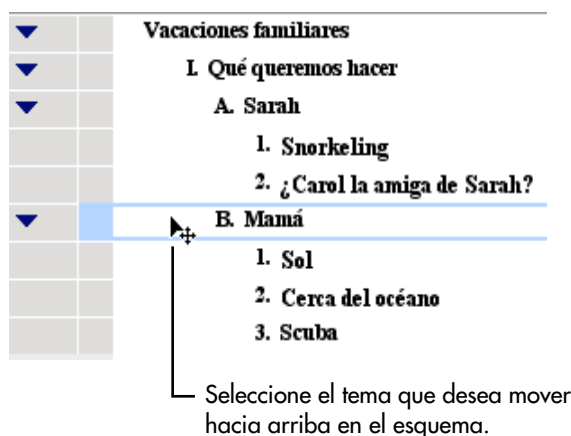 Vacaciones familiares
I. Qué queremos hacer
A. Sarah
1. Snorkeling
2. ¿Carol la amiga de Sarah?
B. Mamá
1. Sol
2. Cerca del océano
3. Scuba
Seleccione el tema que desea mover
hacia arriba en el esquema.